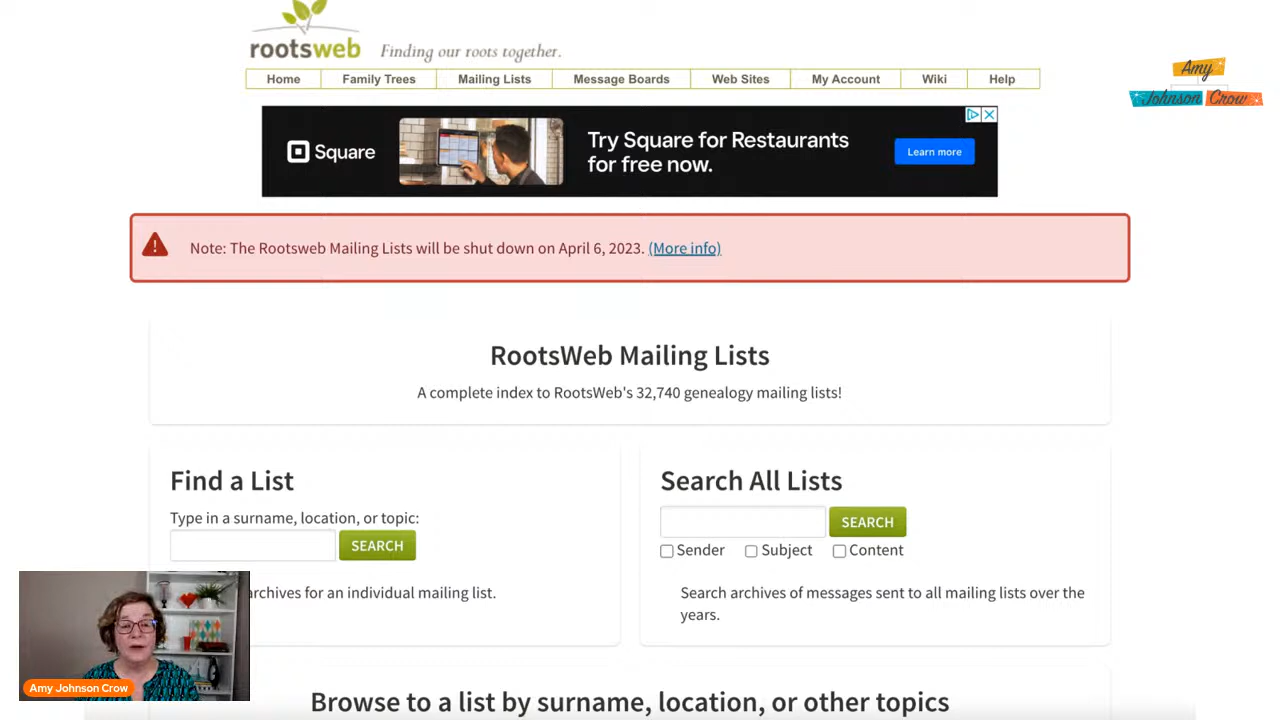 rootsweb Finding our roots together.
Amy
Johnson Crow
Home Family Trees Mailing Lists Message Boards Web Sites My Account Wiki Help
Square
Try Square for Restaurants
for free now.
Learn more
Note: The Rootsweb Mailing Lists will be shut down on April 6, 2023. (More info)
RootsWeb Mailing Lists
A complete index to RootsWeb's 32,740 genealogy mailing lists!
Find a List
Type in a surname, location, or topic:
SEARCH
rchives for an individual mailing list.
Search All Lists
SEARCH
Sender Subject Content
Search archives of messages sent to all mailing lists over the
years.
Amy Johnson Crow
Browse to a list by surname, location, or other topics